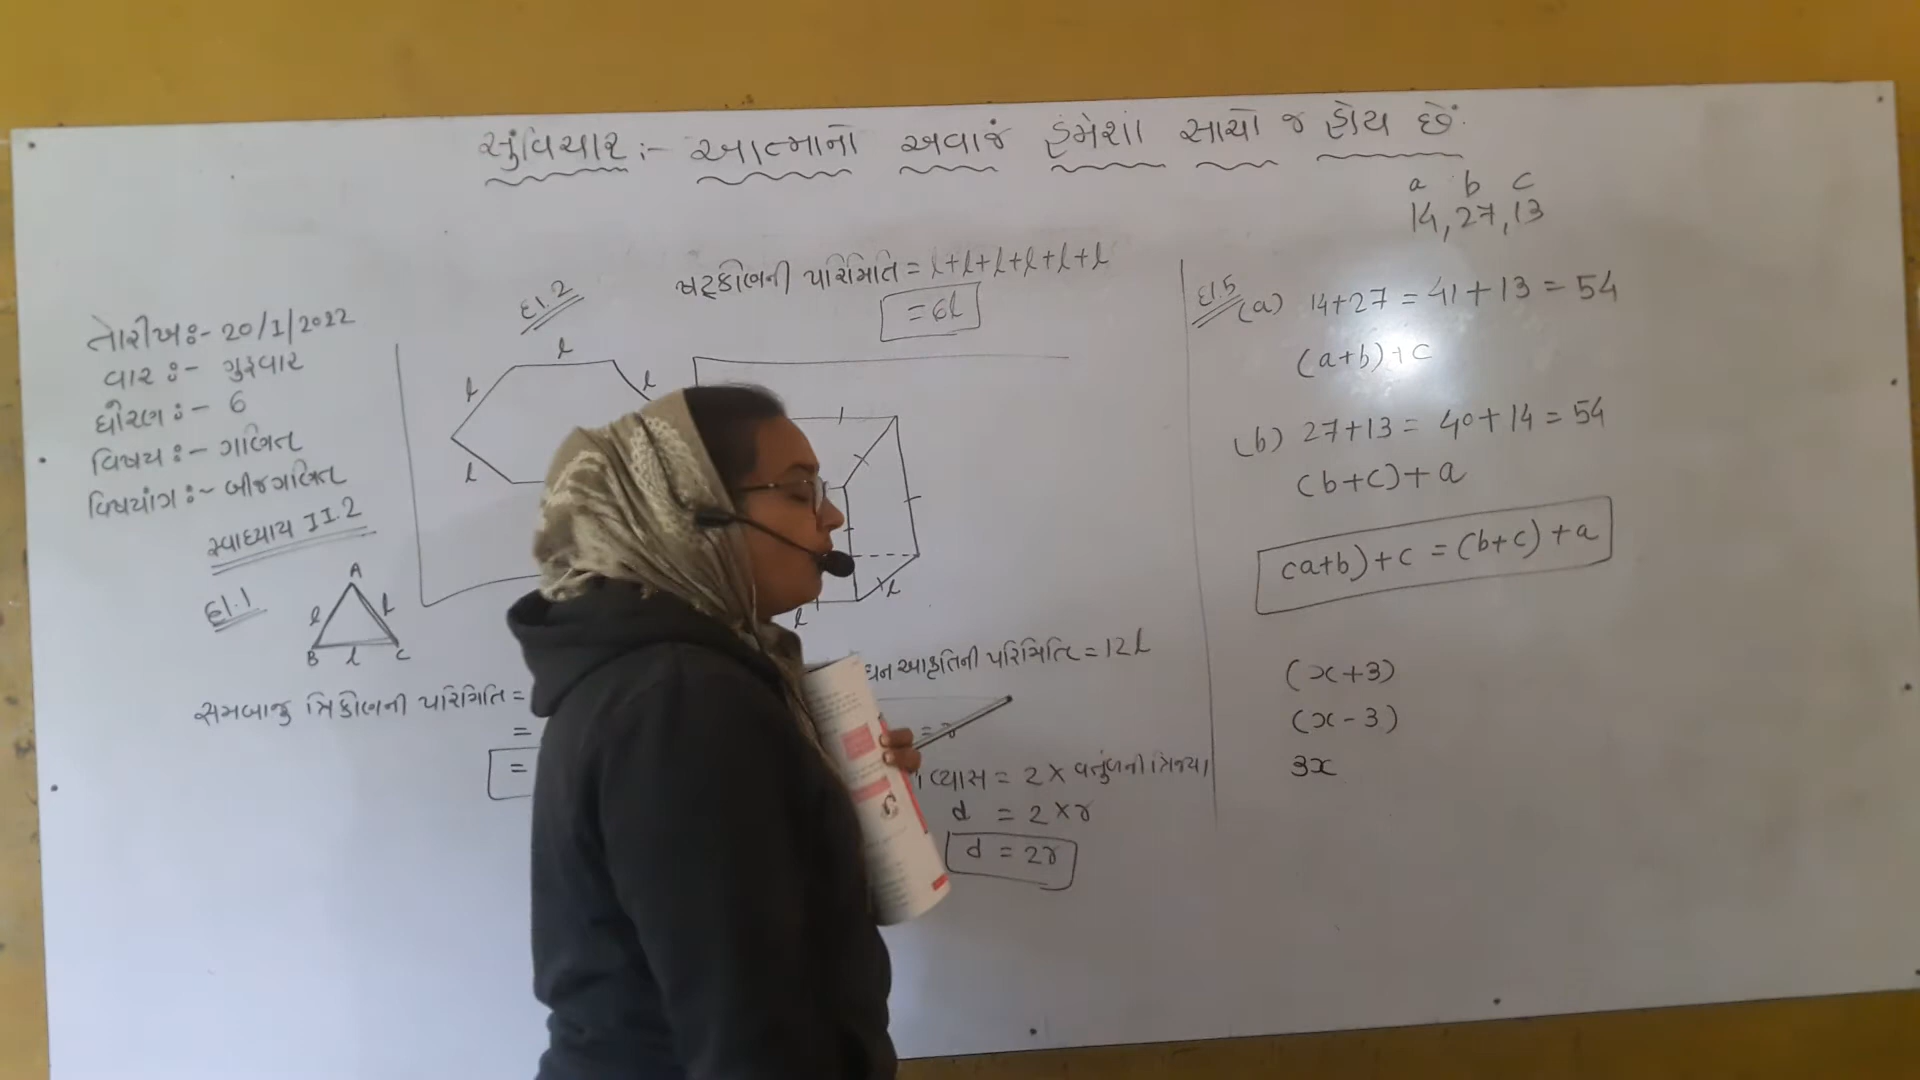 સુવિચાર :- આત્માનો અવાજ હંમેશા સાચો જ હોય છે.
તારીખ :- 20/1/2022
વાર :- ગુરૂવાર
ધોરણ :- 6
વિષય :- ગણિત
વિષયાંગ :- બીજગણિત
સ્વાધ્યાય 11.2
દા.1
A
l l
B l C
સમબાજુ ત્રિકોણની પરિમિતિ =
=
=
દા.2
ષટ્કોણની પરિમિતિ = l+l+l+l+l+l
= 6l
l
l l
l
l
l
ઘન આકૃતિની પરિમિતિ = 12l
= r
વ્યાસ = 2 × વર્તુળની ત્રિજ્યા
d = 2 × r
d = 2r
a b c
14, 27, 13
દા.5
(a) 14+27 = 41+13 = 54
(a+b)+c
(b) 27+13 = 40+14 = 54
(b+c)+a
(a+b)+c = (b+c)+a
(x+3)
(x-3)
3x